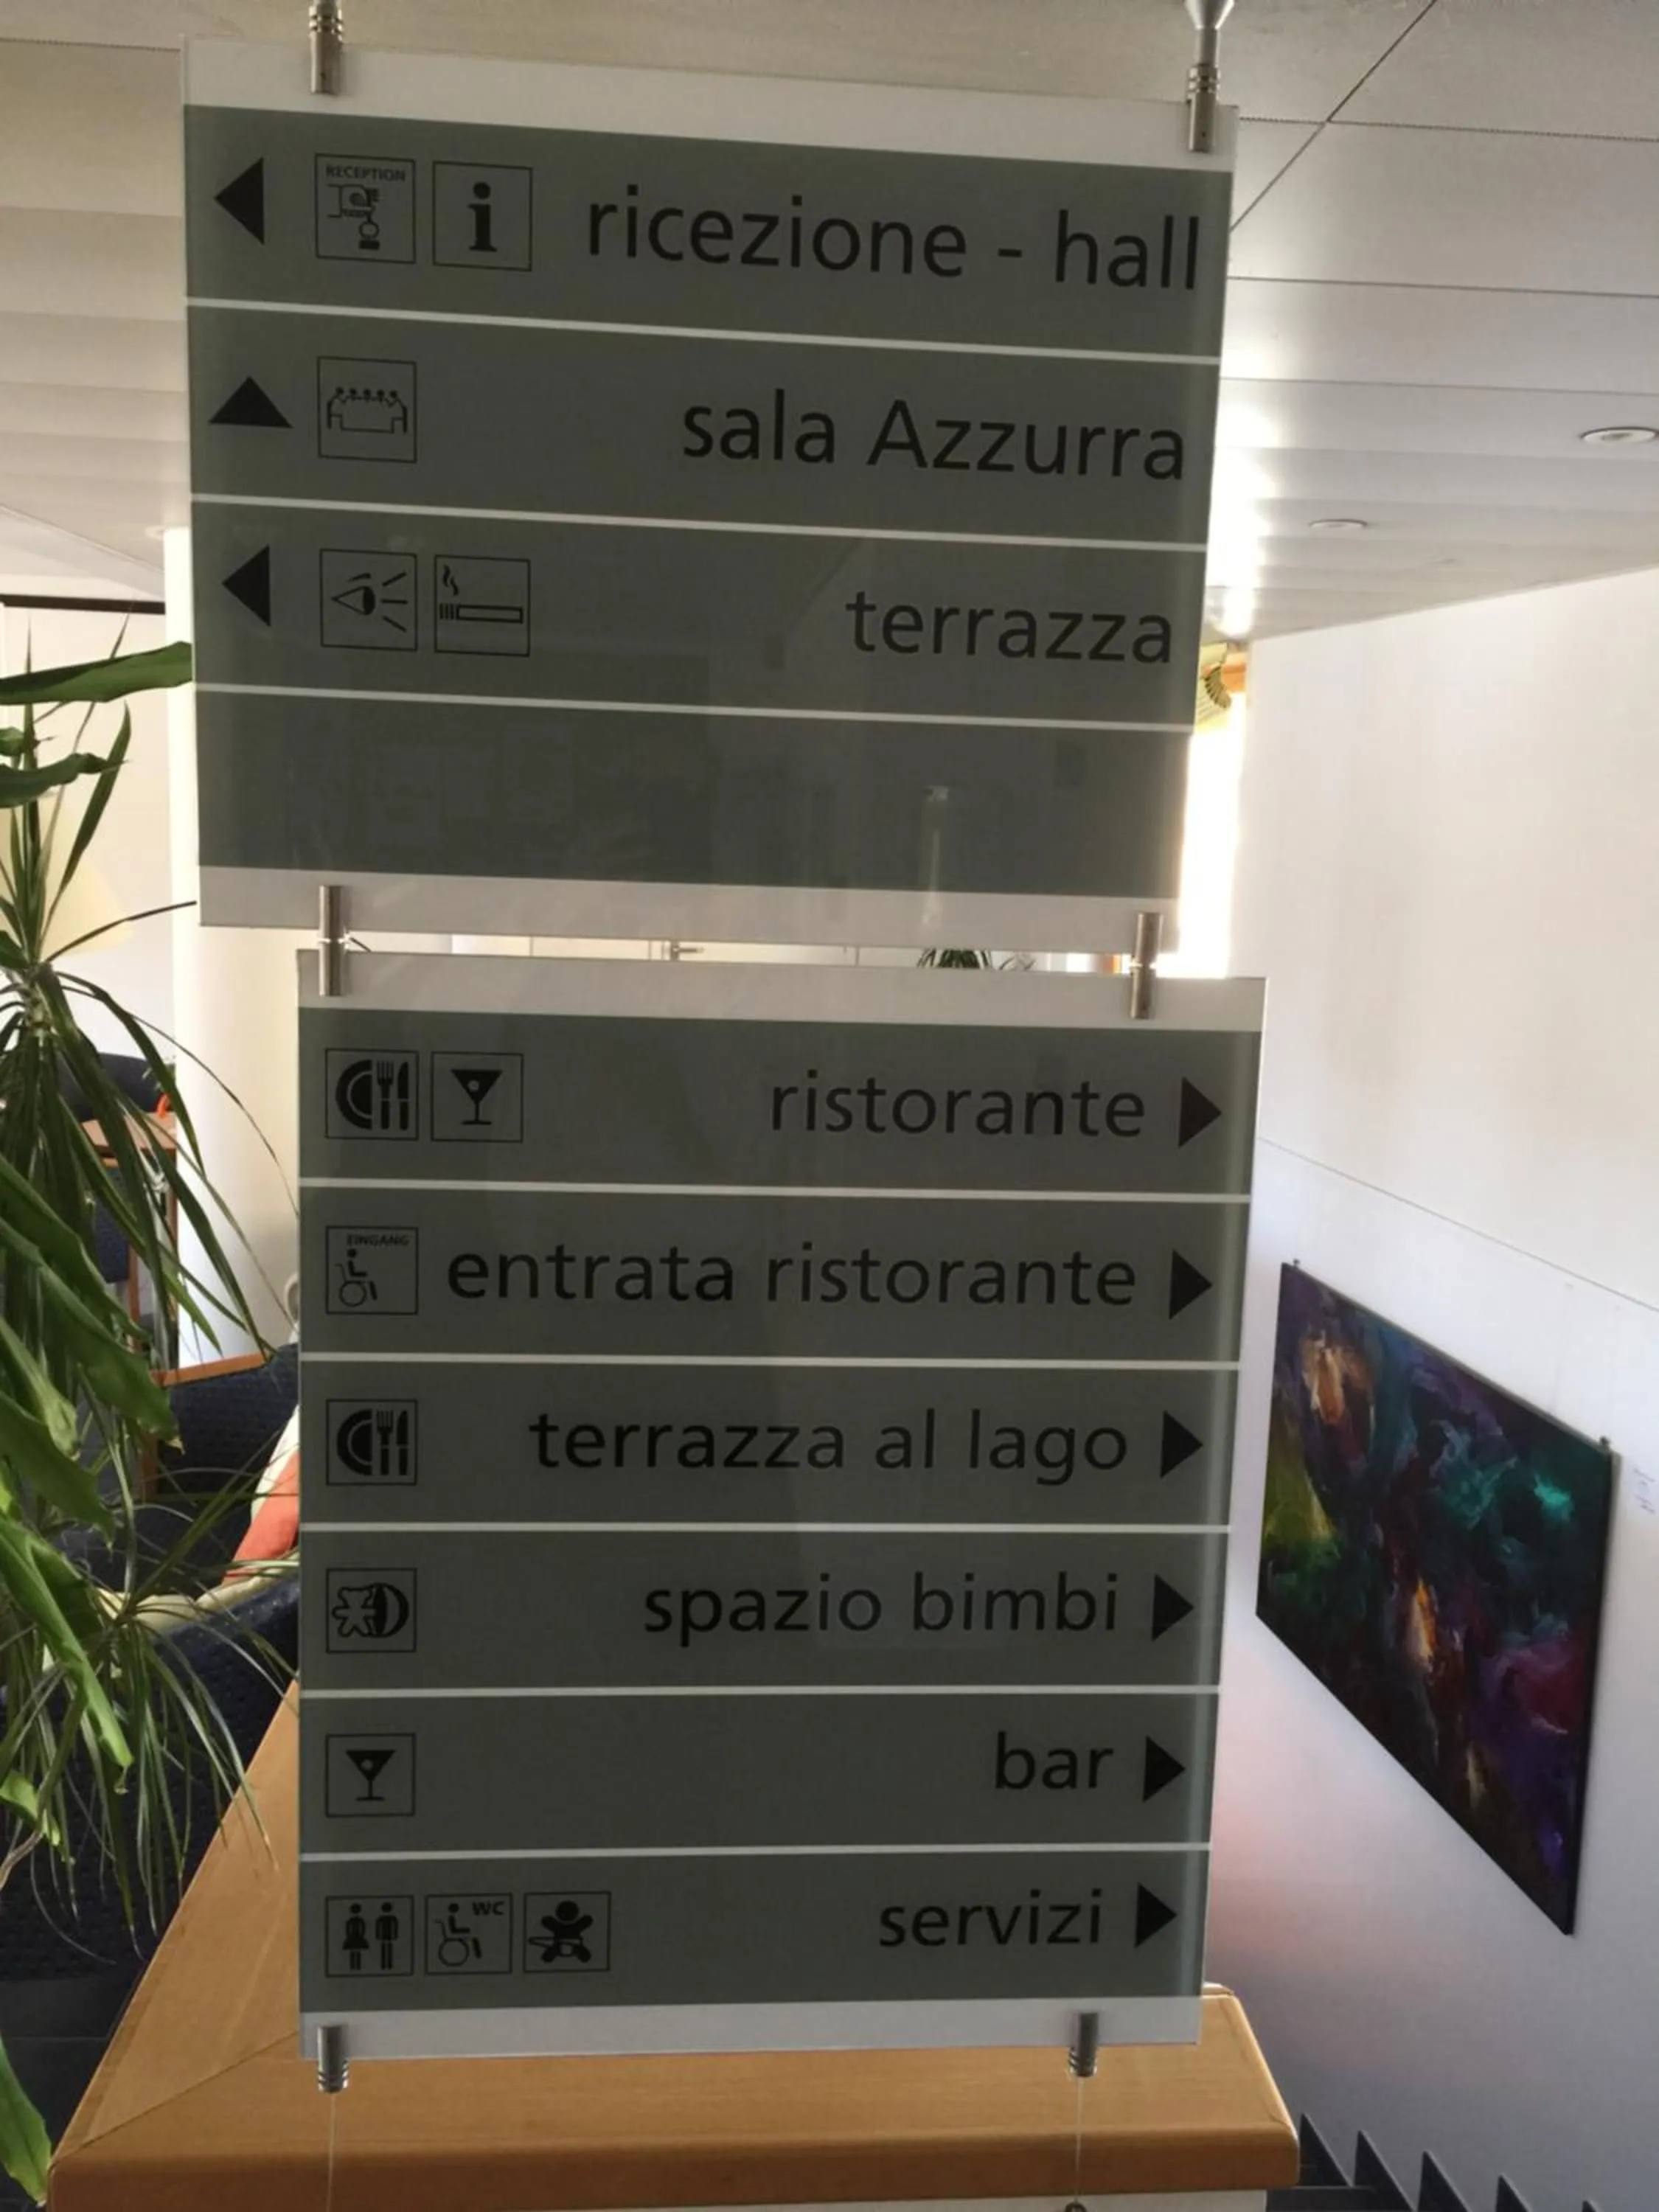 RECEPTION
i ricezione - hall
sala Azzurra
terrazza
ristorante
EINGANG
entrata ristorante
terrazza al lago
spazio bimbi
bar
WC
servizi